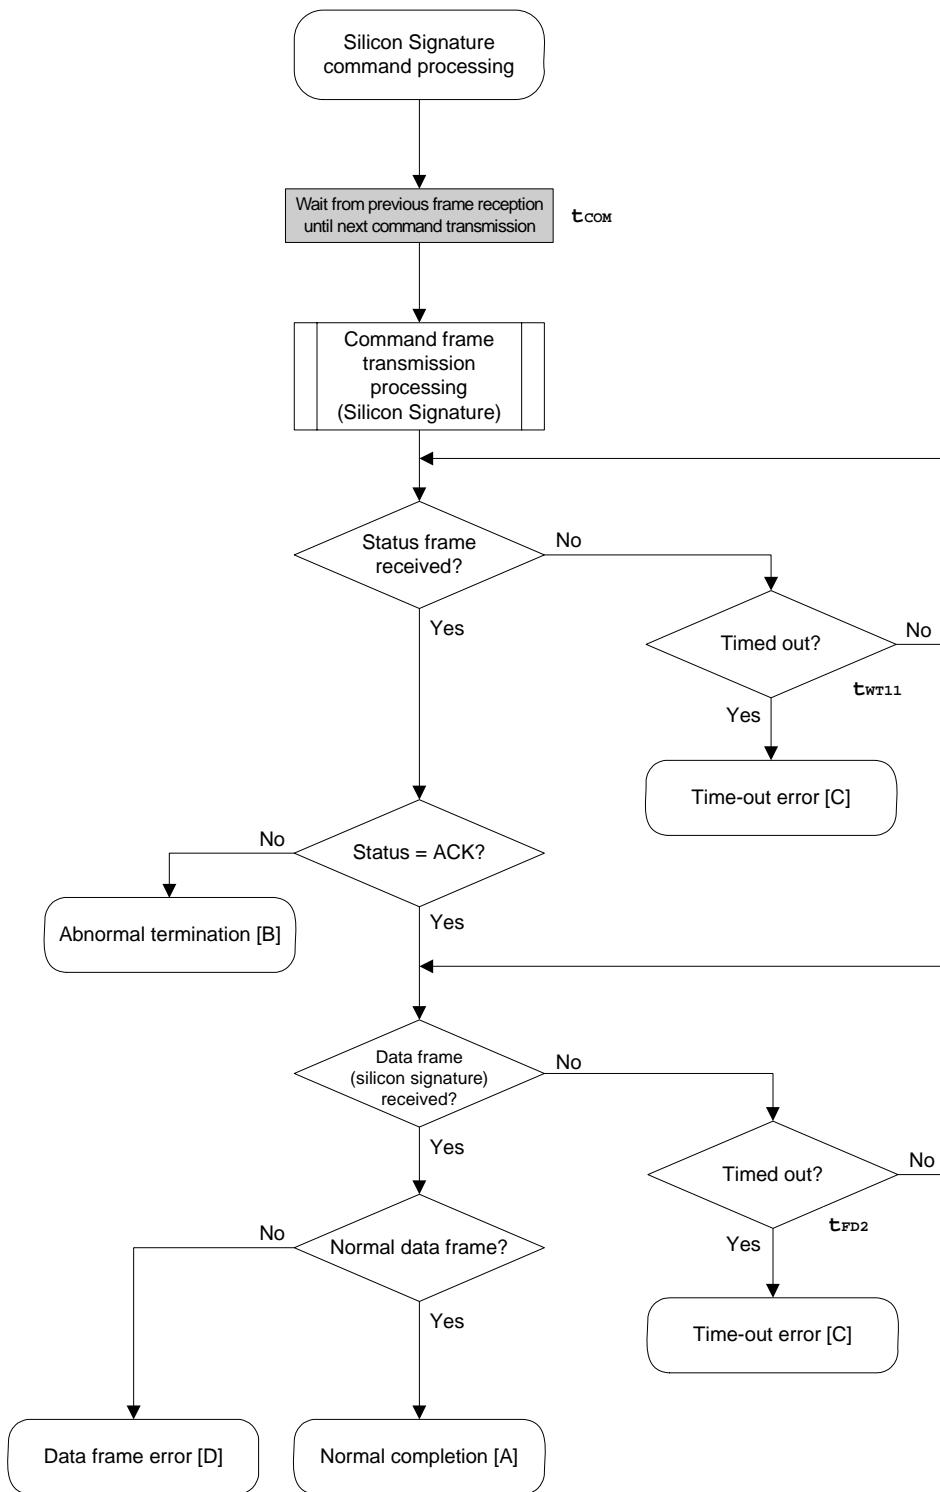 Silicon Signature
command processing
Wait from previous frame reception
until next command transmission
tCOM
Command frame
transmission
processing
(Silicon Signature)
Status frame
received?
No
Yes
Timed out?
No
tWT11
Yes
Time-out error [C]
Status = ACK?
No
Abnormal termination [B]
Yes
Data frame
(silicon signature)
received?
No
Yes
Timed out?
No
tFD2
Yes
Time-out error [C]
Normal data frame?
No
Yes
Data frame error [D]
Normal completion [A]